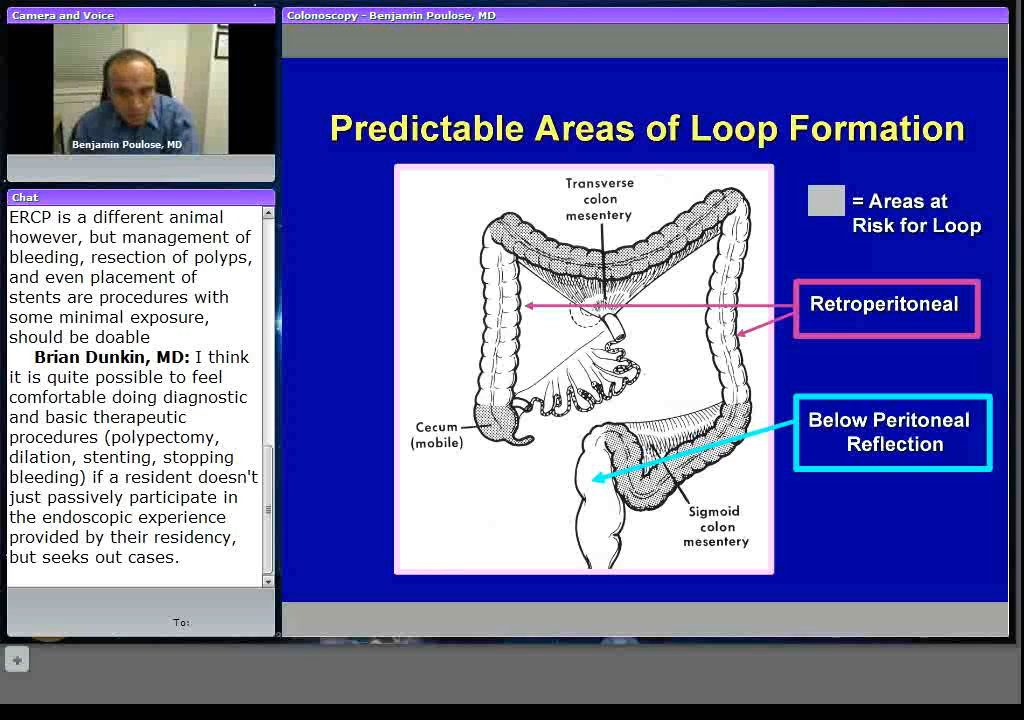 Camera and Voice
Benjamin Poulose, MD
Chat
ERCP is a different animal
however, but management of
bleeding, resection of polyps,
and even placement of
stents are procedures with
some minimal exposure,
should be doable
Brian Dunkin, MD: I think
it is quite possible to feel
comfortable doing diagnostic
and basic therapeutic
procedures (polypectomy,
dilation, stenting, stopping
bleeding) if a resident doesn't
just passively participate in
the endoscopic experience
provided by their residency,
but seeks out cases.
To:
Colonoscopy - Benjamin Poulose, MD
Predictable Areas of Loop Formation
Transverse
colon
mesentery
= Areas at
Risk for Loop
Retroperitoneal
Below Peritoneal
Reflection
Cecum
(mobile)
Sigmoid
colon
mesentery